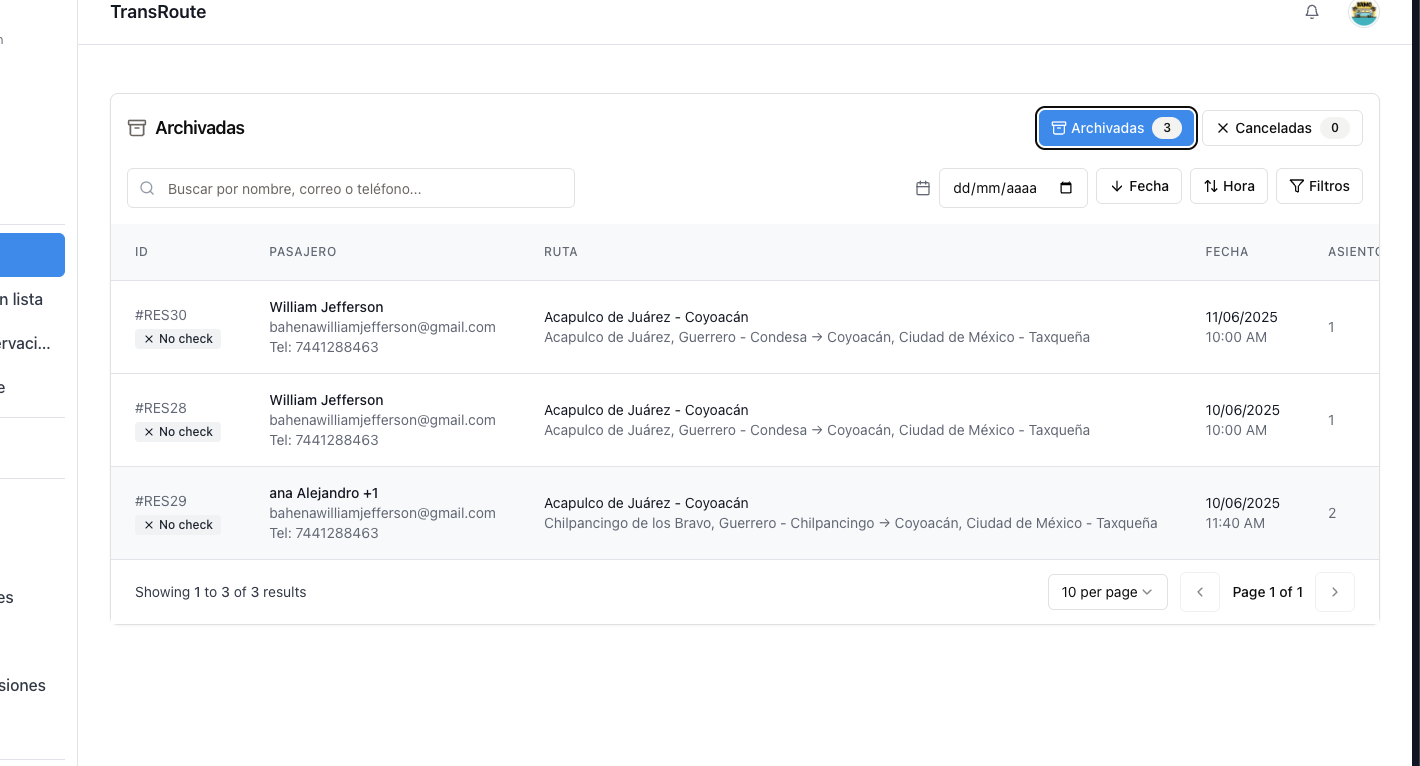 TransRoute
n
n lista
ervaci...
e
es
siones
Archivadas
Archivadas 3
Canceladas 0
Buscar por nombre, correo o teléfono...
dd/mm/aaaa
Fecha
Hora
Filtros
ID PASAJERO RUTA FECHA ASIENTO
#RES30
No check
William Jefferson
bahenawilliamjefferson@gmail.com
Tel: 7441288463
Acapulco de Juárez - Coyoacán
Acapulco de Juárez, Guerrero - Condesa → Coyoacán, Ciudad de México - Taxqueña
11/06/2025
10:00 AM
1
#RES28
No check
William Jefferson
bahenawilliamjefferson@gmail.com
Tel: 7441288463
Acapulco de Juárez - Coyoacán
Acapulco de Juárez, Guerrero - Condesa → Coyoacán, Ciudad de México - Taxqueña
10/06/2025
10:00 AM
1
#RES29
No check
ana Alejandro +1
bahenawilliamjefferson@gmail.com
Tel: 7441288463
Acapulco de Juárez - Coyoacán
Chilpancingo de los Bravo, Guerrero - Chilpancingo → Coyoacán, Ciudad de México - Taxqueña
10/06/2025
11:40 AM
2
Showing 1 to 3 of 3 results
10 per page
Page 1 of 1